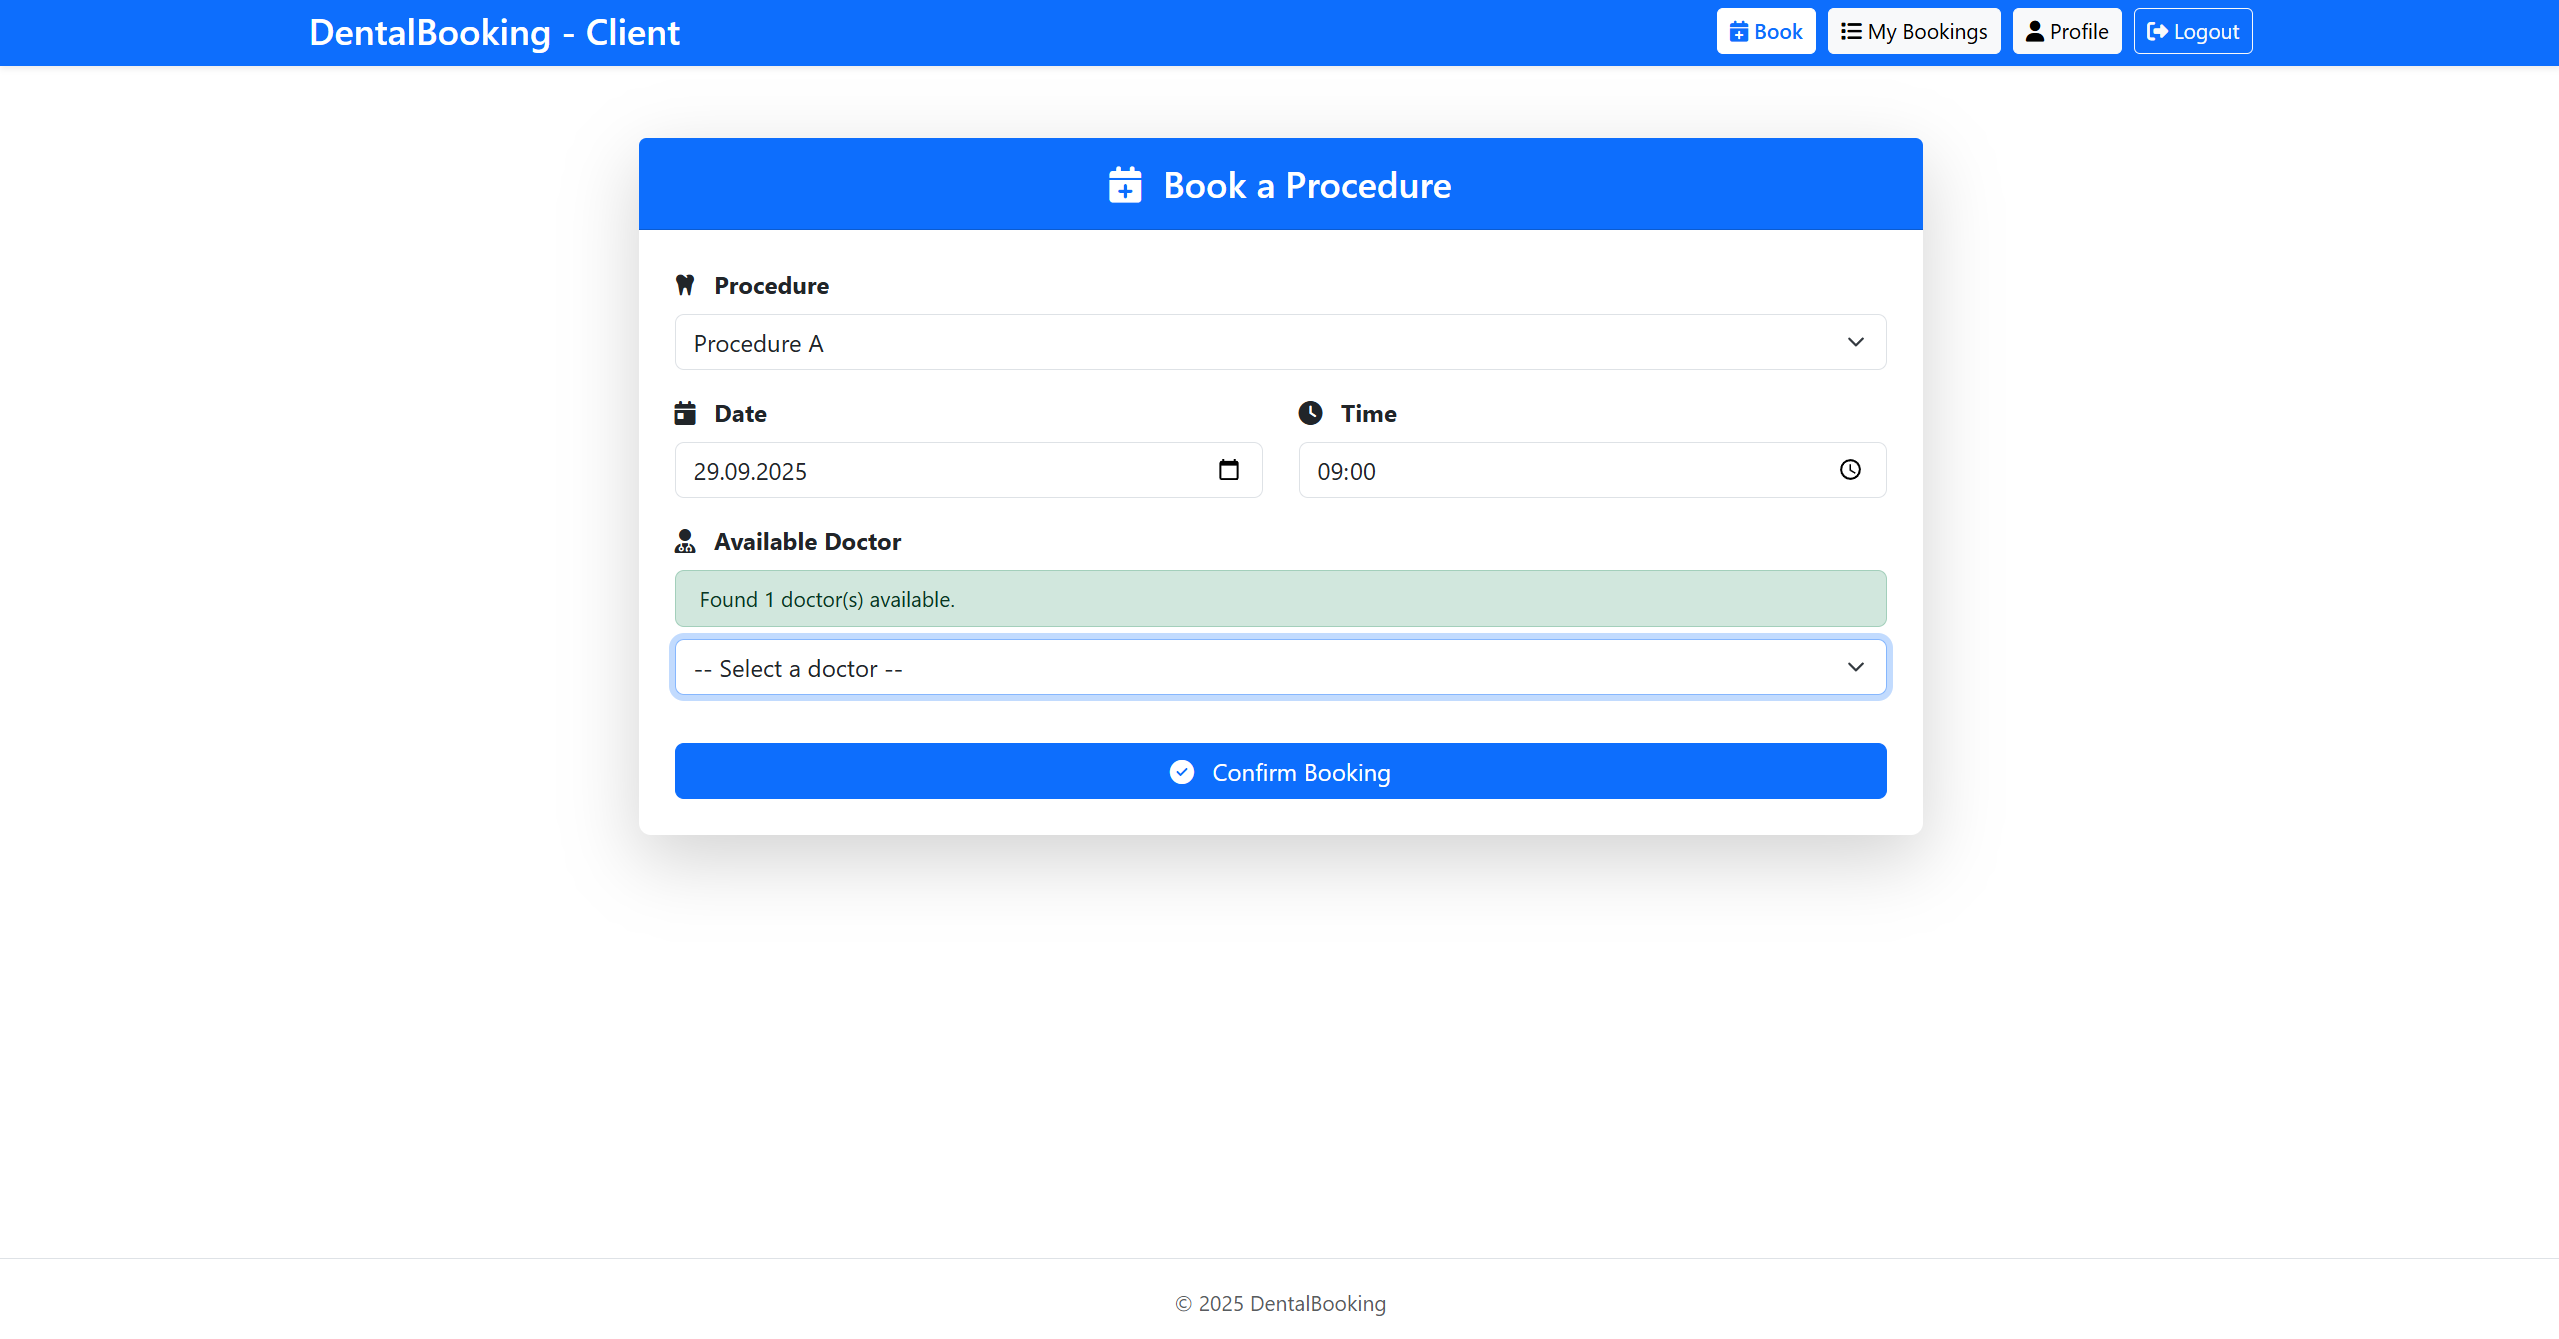 DentalBooking - Client
Book
My Bookings
Profile
Logout
Book a Procedure
Procedure
Procedure A
Date
Time
29.09.2025
09:00
Available Doctor
Found 1 doctor(s) available.
-- Select a doctor --
Confirm Booking
© 2025 DentalBooking